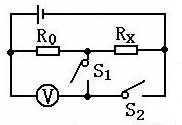 R₀ Rₓ
S₁
V S₂